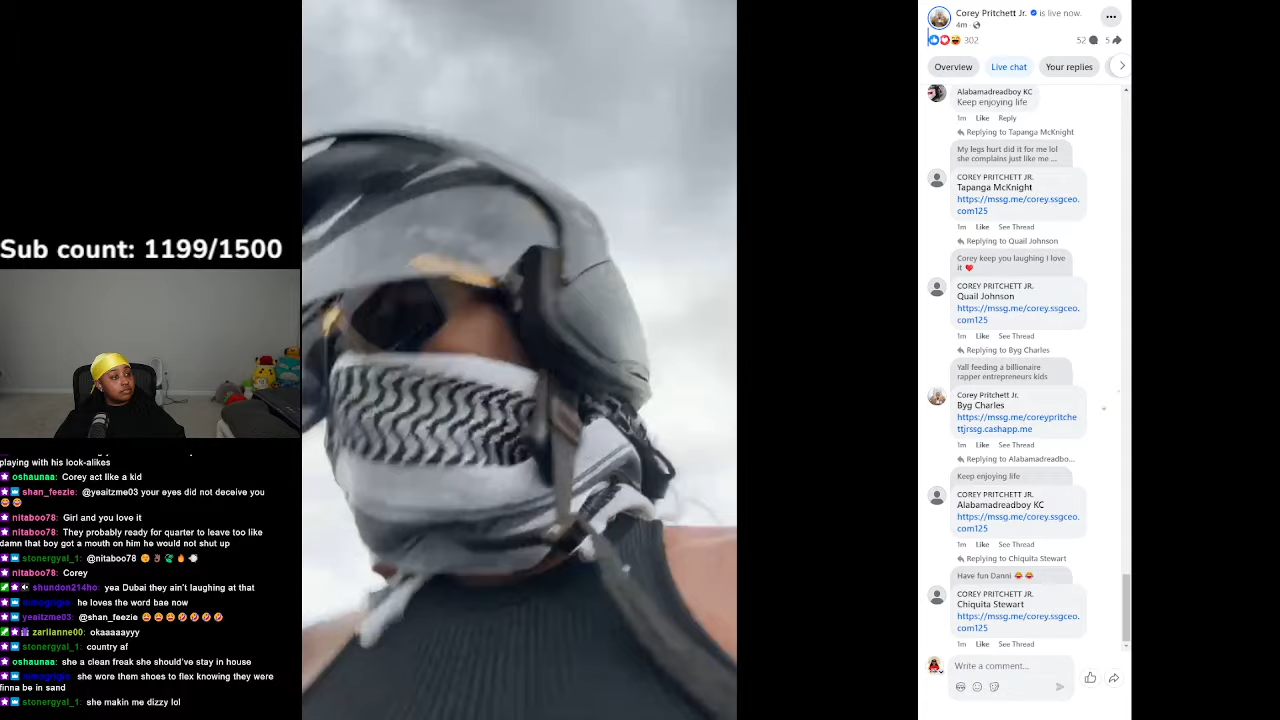 Sub count: 1199/1500
playing with his look-alikes
oshaunaa: Corey act like a kid
shan_feezie: @yeaitzme03 your eyes did not deceive you
nitaboo78: Girl and you love it
nitaboo78: They probably ready for quarter to leave too like
damn that boy got a mouth on him he would not shut up
stonergyal_1: @nitaboo78
nitaboo78: Corey
shundon214ho: yea Dubai they ain't laughing at that
he loves the word bae now
yeaitzme03: @shan_feezie
zarlianne00: okaaaaayyy
stonergyal_1: country af
oshaunaa: she a clean freak she should've stay in house
she wore them shoes to flex knowing they were
finna be in sand
stonergyal_1: she makin me dizzy lol
Corey Pritchett Jr. is live now.
4m
302
52 5
Overview Live chat Your replies
Alabamadreadboy KC
Keep enjoying life
1m Like Reply
Replying to Tapanga McKnight
My legs hurt did it for me lol
she complains just like me ...
COREY PRITCHETT JR.
Tapanga McKnight
https://mssg.me/corey.ssgceo.
com125
1m Like See Thread
Replying to Quail Johnson
Corey keep you laughing I love
it
COREY PRITCHETT JR.
Quail Johnson
https://mssg.me/corey.ssgceo.
com125
1m Like See Thread
Replying to Byg Charles
Yall feeding a billionaire
rapper entrepreneurs kids
Corey Pritchett Jr.
Byg Charles
https://mssg.me/coreypritche
ttjrssg.cashapp.me
1m Like See Thread
Replying to Alabamadreadbo...
Keep enjoying life
COREY PRITCHETT JR.
Alabamadreadboy KC
https://mssg.me/corey.ssgceo.
com125
1m Like See Thread
Replying to Chiquita Stewart
Have fun Danni
COREY PRITCHETT JR.
Chiquita Stewart
https://mssg.me/corey.ssgceo.
com125
1m Like See Thread
Write a comment...